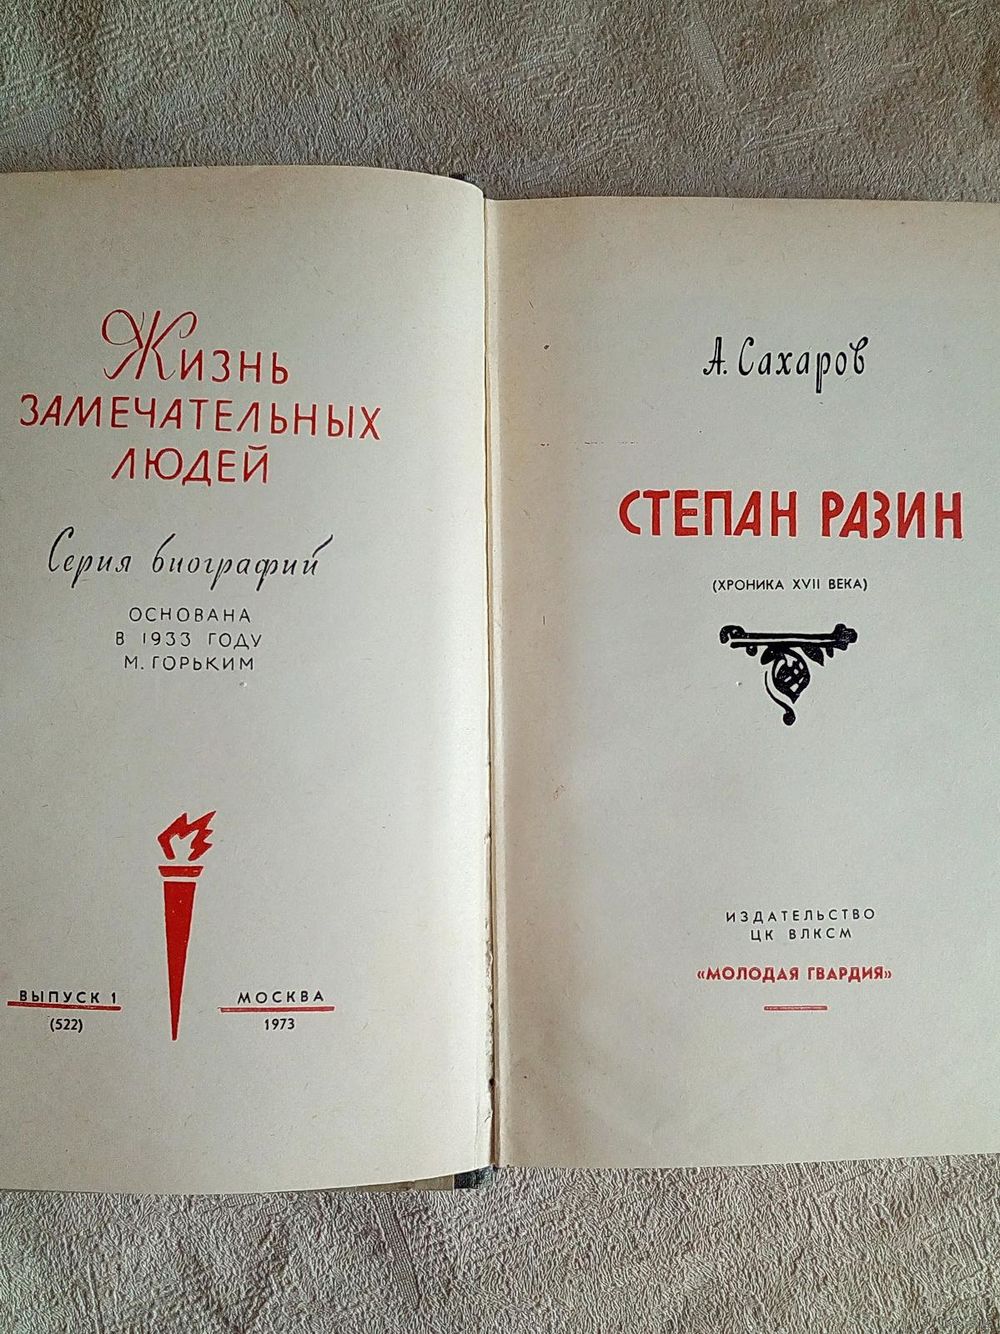 Жизнь
ЗАМЕЧАТЕЛЬНЫХ
ЛЮДЕЙ
Серия биографий
ОСНОВАНА
В 1933 ГОДУ
М. ГОРЬКИМ
ВЫПУСК 1
(522)
МОСКВА
1973
А. Сахаров
СТЕПАН РАЗИН
(ХРОНИКА XVII ВЕКА)
ИЗДАТЕЛЬСТВО
ЦК ВЛКСМ
«МОЛОДАЯ ГВАРДИЯ»